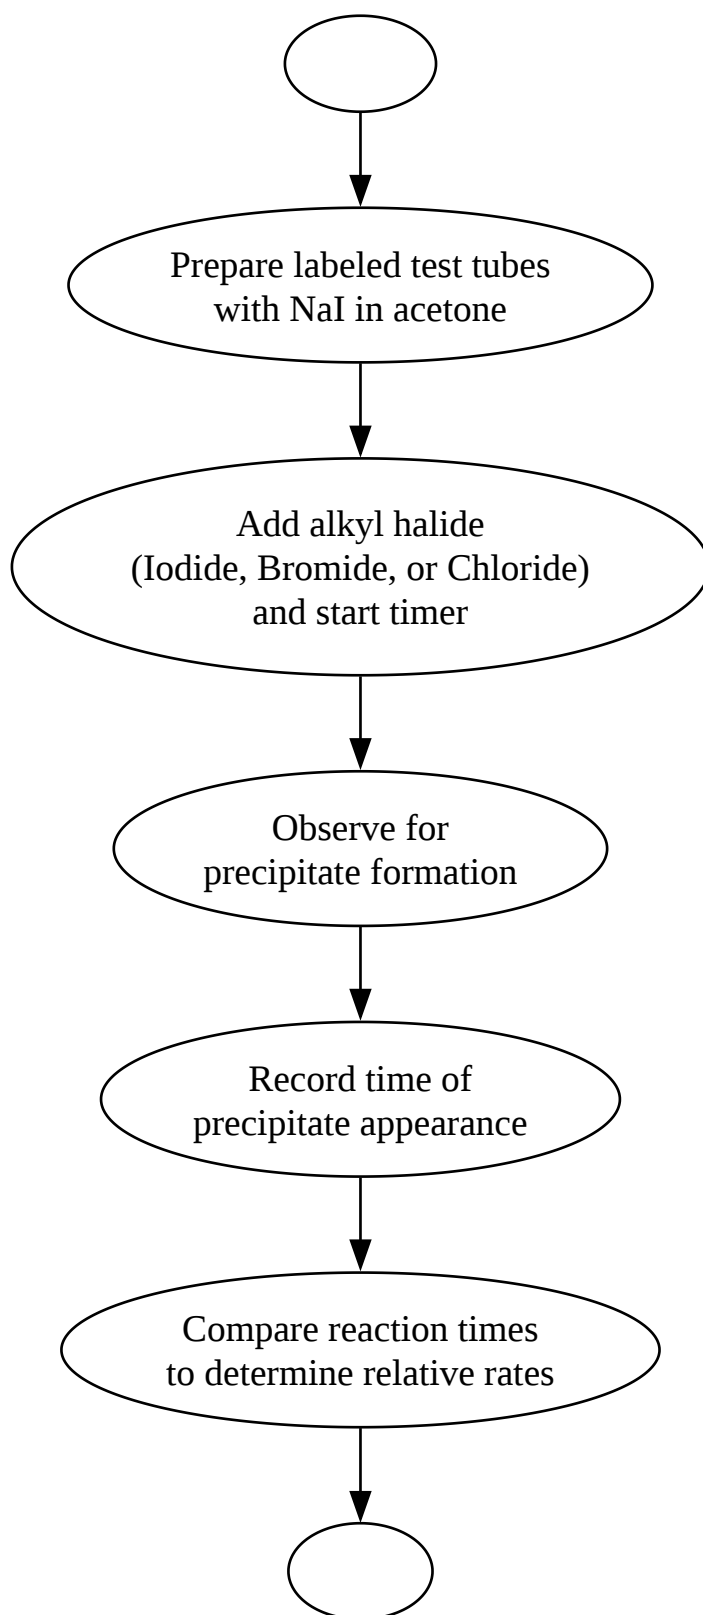 Prepare labeled test tubes
with NaI in acetone
Add alkyl halide
(Iodide, Bromide, or Chloride)
and start timer
Observe for
precipitate formation
Record time of
precipitate appearance
Compare reaction times
to determine relative rates